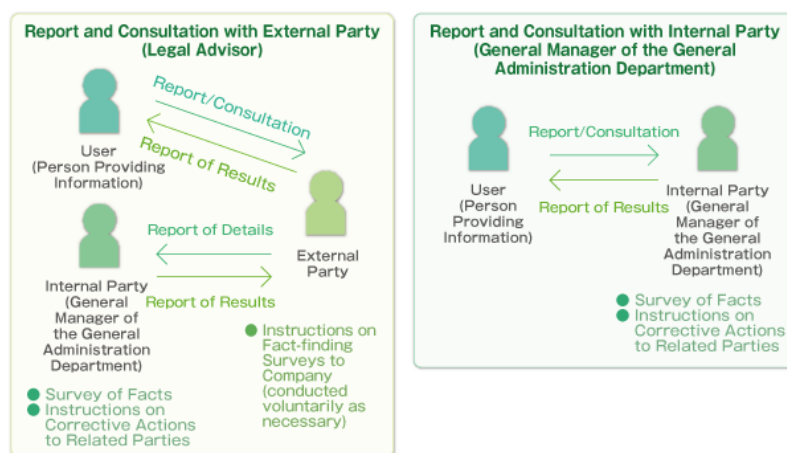 Report and Consultation with External Party
(Legal Advisor)
Report/Consultation
Report of Results
User
(Person Providing
Information)
Report of Details
Report of Results
External
Party
Internal Party
(General
Manager of
the General
Administration
Department)
Survey of Facts
Instructions on
Corrective Actions
to Related Parties
Instructions on
Fact-finding
Surveys to
Company
(conducted
voluntarily as
necessary)
Report and Consultation with Internal Party
(General Manager of the General
Administration Department)
Report/Consultation
Report of Results
User
(Person
Providing
Information)
Internal Party
(General
Manager of
the General
Administration
Department)
Survey of Facts
Instructions on
Corrective Actions
to Related Parties